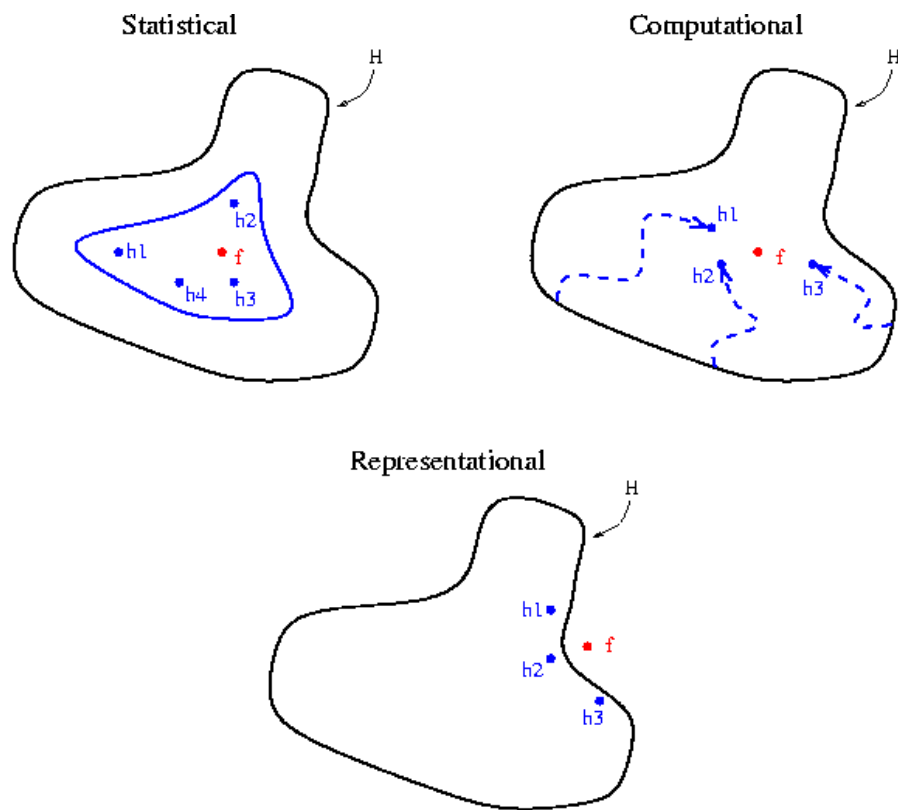 Statistical
H
h2
h1
f
h4
h3
Computational
H
h1
f
h2
h3
Representational
H
h1
f
h2
h3